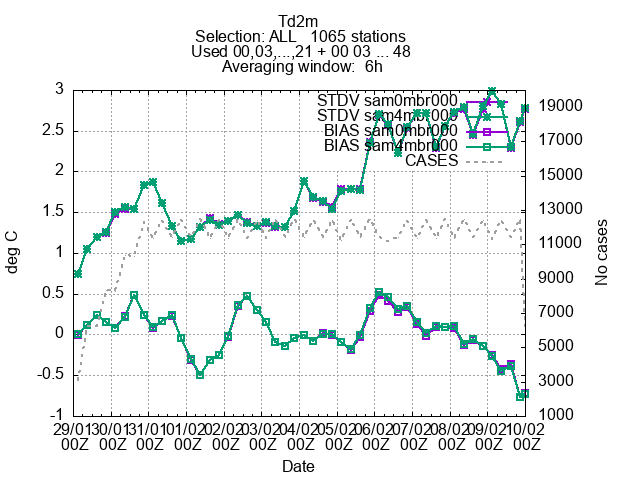 Td2m
Selection: ALL   1065 stations
Used 00,03,...,21 + 00 03 ... 48
Averaging window:  6h
STDV sam0mbr000
STDV sam4mbr000
BIAS sam0mbr000
BIAS sam4mbr000
CASES
3
2.5
2
1.5
1
0.5
0
-0.5
-1
deg C
19000
17000
15000
13000
11000
9000
7000
5000
3000
1000
No cases
29/01 30/01 31/01 01/02 02/02 03/02 04/02 05/02 06/02 07/02 08/02 09/02 10/02
00Z 00Z 00Z 00Z 00Z 00Z 00Z 00Z 00Z 00Z 00Z 00Z 00Z
Date